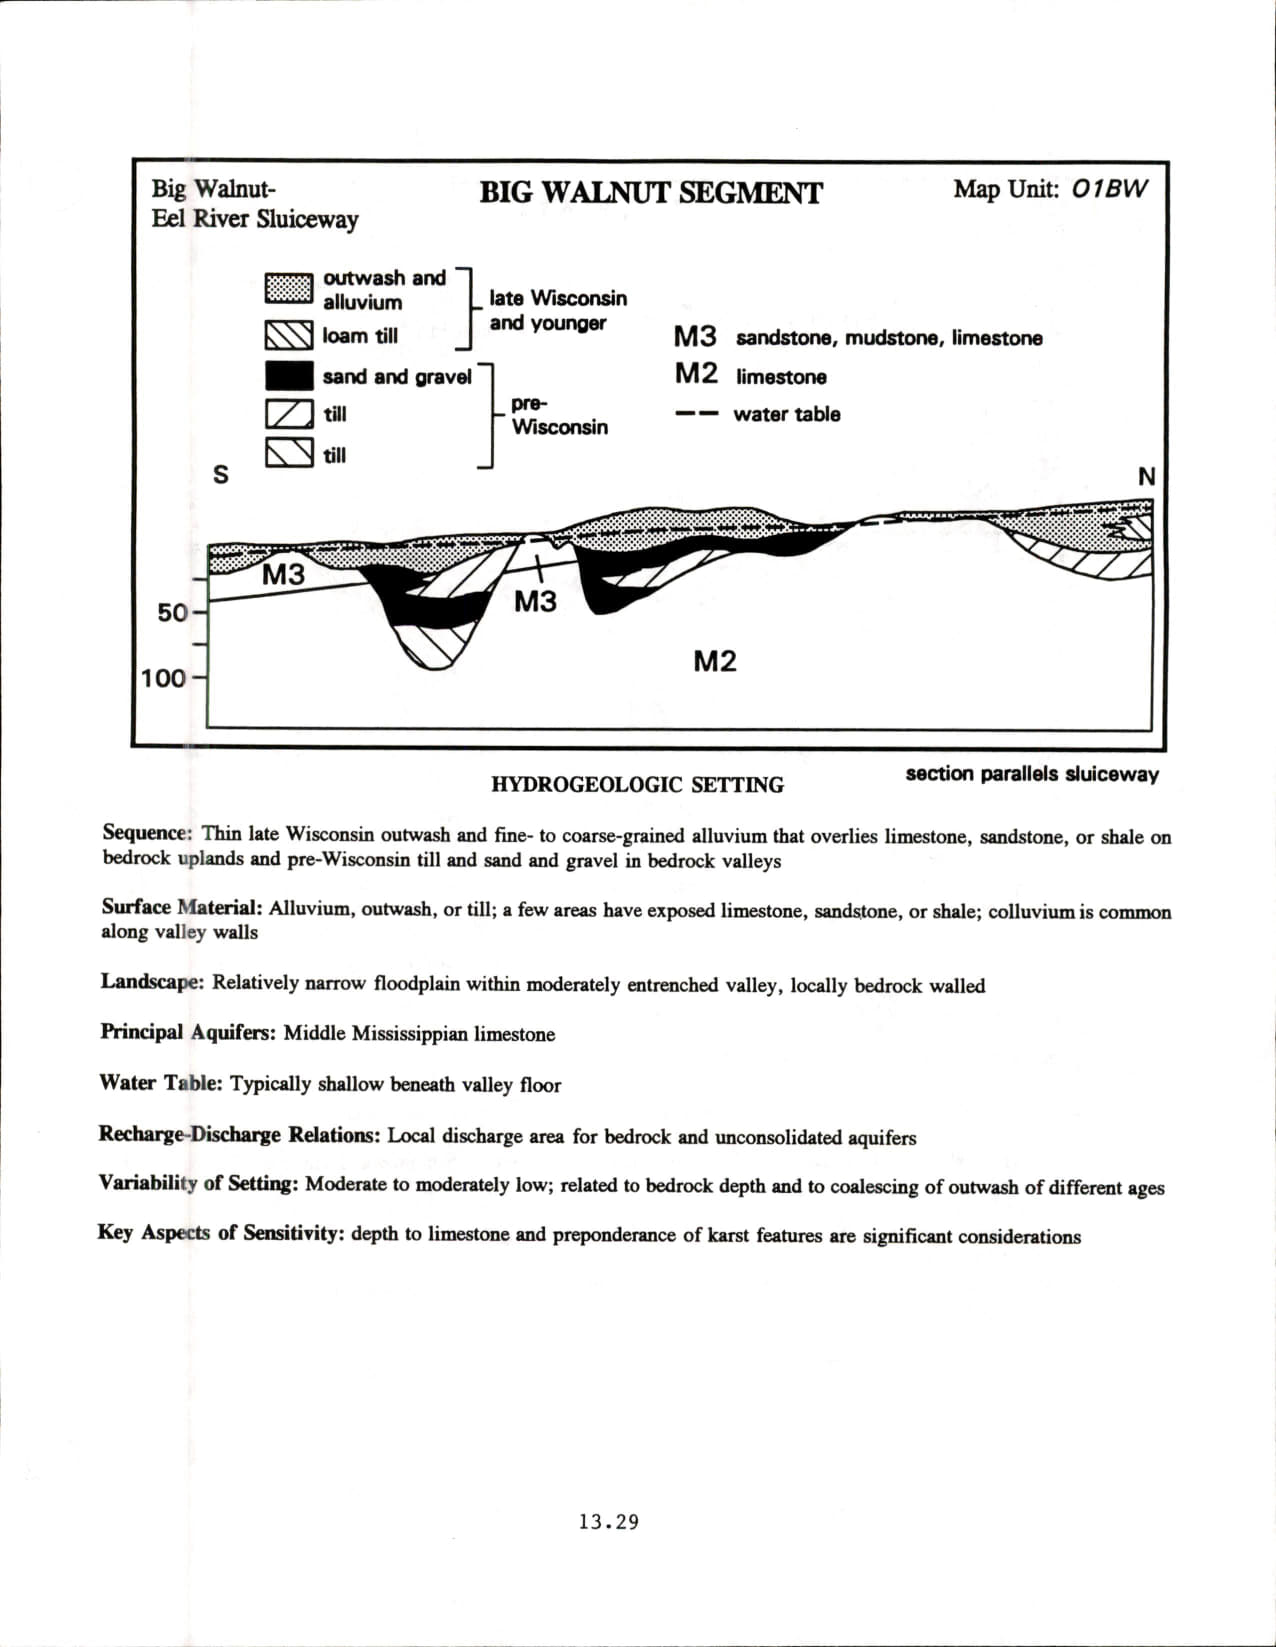 Big Walnut-
Eel River Sluiceway
BIG WALNUT SEGMENT
Map Unit: 01BW
outwash and
alluvium
loam till
late Wisconsin
and younger
sand and gravel
till
till
pre-
Wisconsin
M3 sandstone, mudstone, limestone
M2 limestone
-- water table
S
N
M3
M3
M2
50
100
section parallels sluiceway
HYDROGEOLOGIC SETTING
Sequence: Thin late Wisconsin outwash and fine- to coarse-grained alluvium that overlies limestone, sandstone, or shale on
bedrock uplands and pre-Wisconsin till and sand and gravel in bedrock valleys
Surface Material: Alluvium, outwash, or till; a few areas have exposed limestone, sandstone, or shale; colluvium is common
along valley walls
Landscape: Relatively narrow floodplain within moderately entrenched valley, locally bedrock walled
Principal Aquifers: Middle Mississippian limestone
Water Table: Typically shallow beneath valley floor
Recharge-Discharge Relations: Local discharge area for bedrock and unconsolidated aquifers
Variability of Setting: Moderate to moderately low; related to bedrock depth and to coalescing of outwash of different ages
Key Aspects of Sensitivity: depth to limestone and preponderance of karst features are significant considerations
13.29